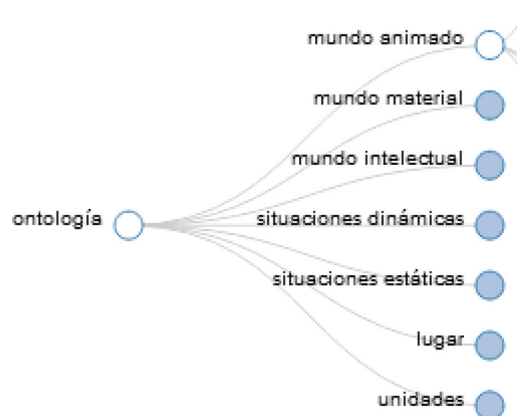 mundo animado
mundo material
mundo intelectual
ontología
situaciones dinámicas
situaciones estáticas
lugar
unidades